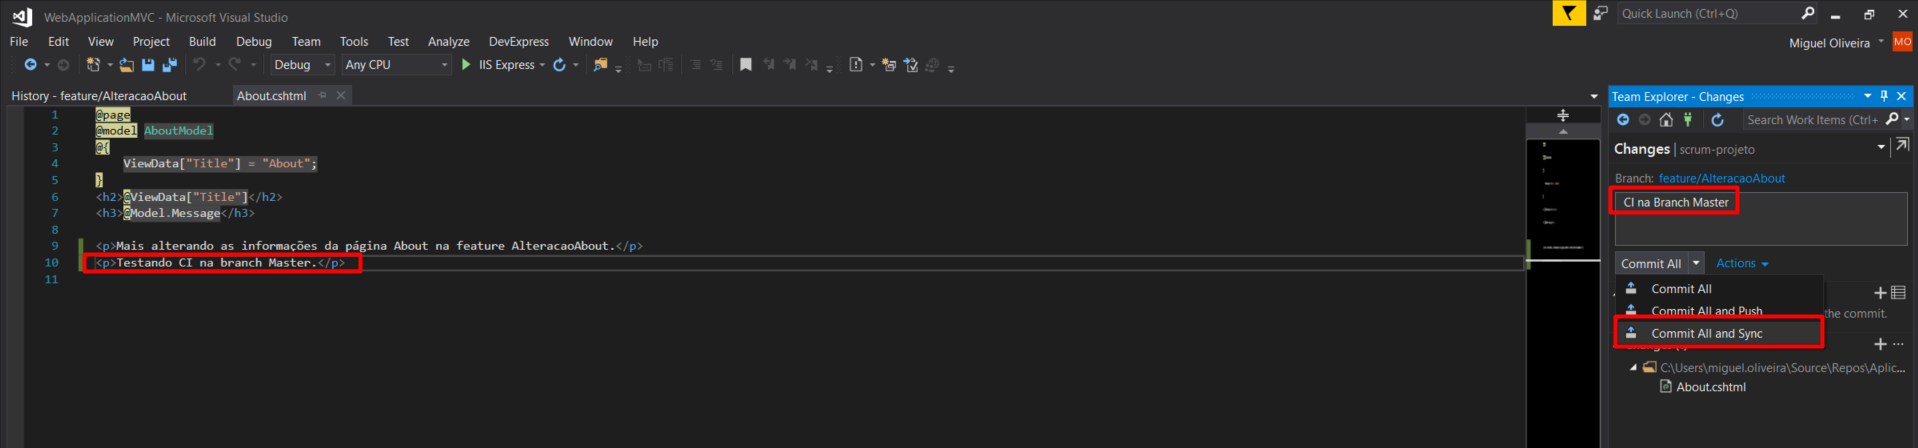 WebApplicationMVC - Microsoft Visual Studio
Quick Launch (Ctrl+Q)
File Edit View Project Build Debug Team Tools Test Analyze DevExpress Window Help
Miguel Oliveira MO
Debug Any CPU IIS Express
History - feature/AlteracaoAbout About.cshtml
1 @page
2 @model AboutModel
3 @{
4 ViewData["Title"] = "About";
5 }
6 <h2>@ViewData["Title"]</h2>
7 <h3>@Model.Message</h3>
8
9 <p>Mais alterando as informações da página About na feature AlteracaoAbout.</p>
10 <p>Testando CI na branch Master.</p>
11
Team Explorer - Changes
Search Work Items (Ctrl+
Changes | scrum-projeto
Branch: feature/AlteracaoAbout
CI na Branch Master
Commit All Actions
Commit All
Commit All and Push
the commit.
Commit All and Sync
C:\Users\miguel.oliveira\Source\Repos\Aplic...
About.cshtml